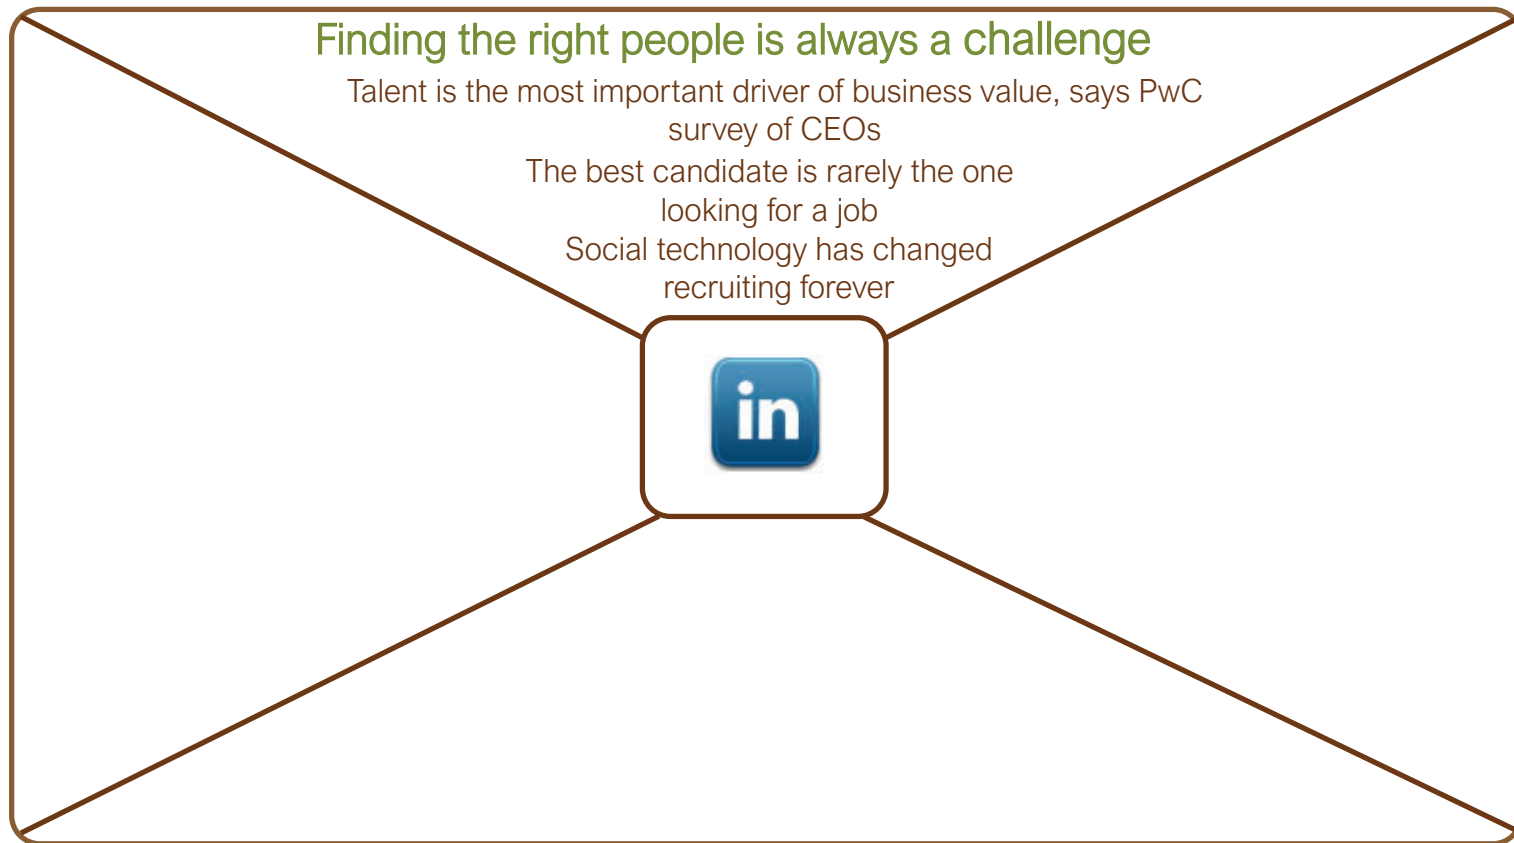 Finding the right people is always a challenge
Talent is the most important driver of business value, says PwC
survey of CEOs
The best candidate is rarely the one
looking for a job
Social technology has changed
recruiting forever
in